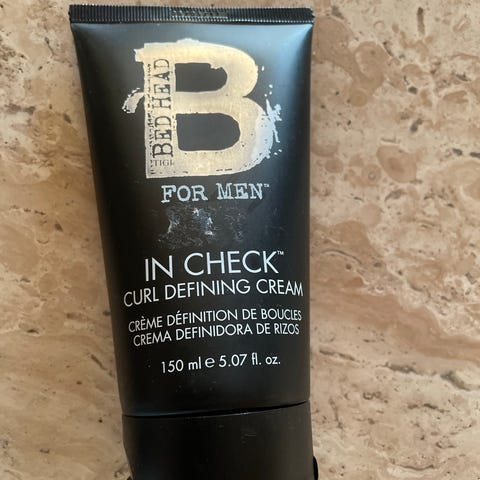 B
BED HEAD
TIGI
FOR MEN™
IN CHECK™
CURL DEFINING CREAM
CRÈME DÉFINITION DE BOUCLES
CREMA DEFINIDORA DE RIZOS
150 ml e 5.07 fl. oz.